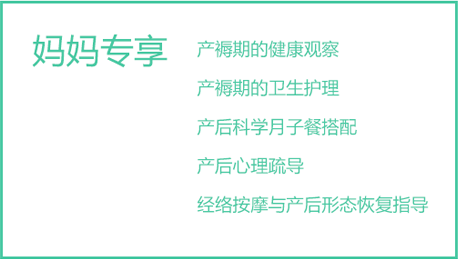 妈妈专享
产褥期的健康观察
产褥期的卫生护理
产后科学月子餐搭配
产后心理疏导
经络按摩与产后形态恢复指导